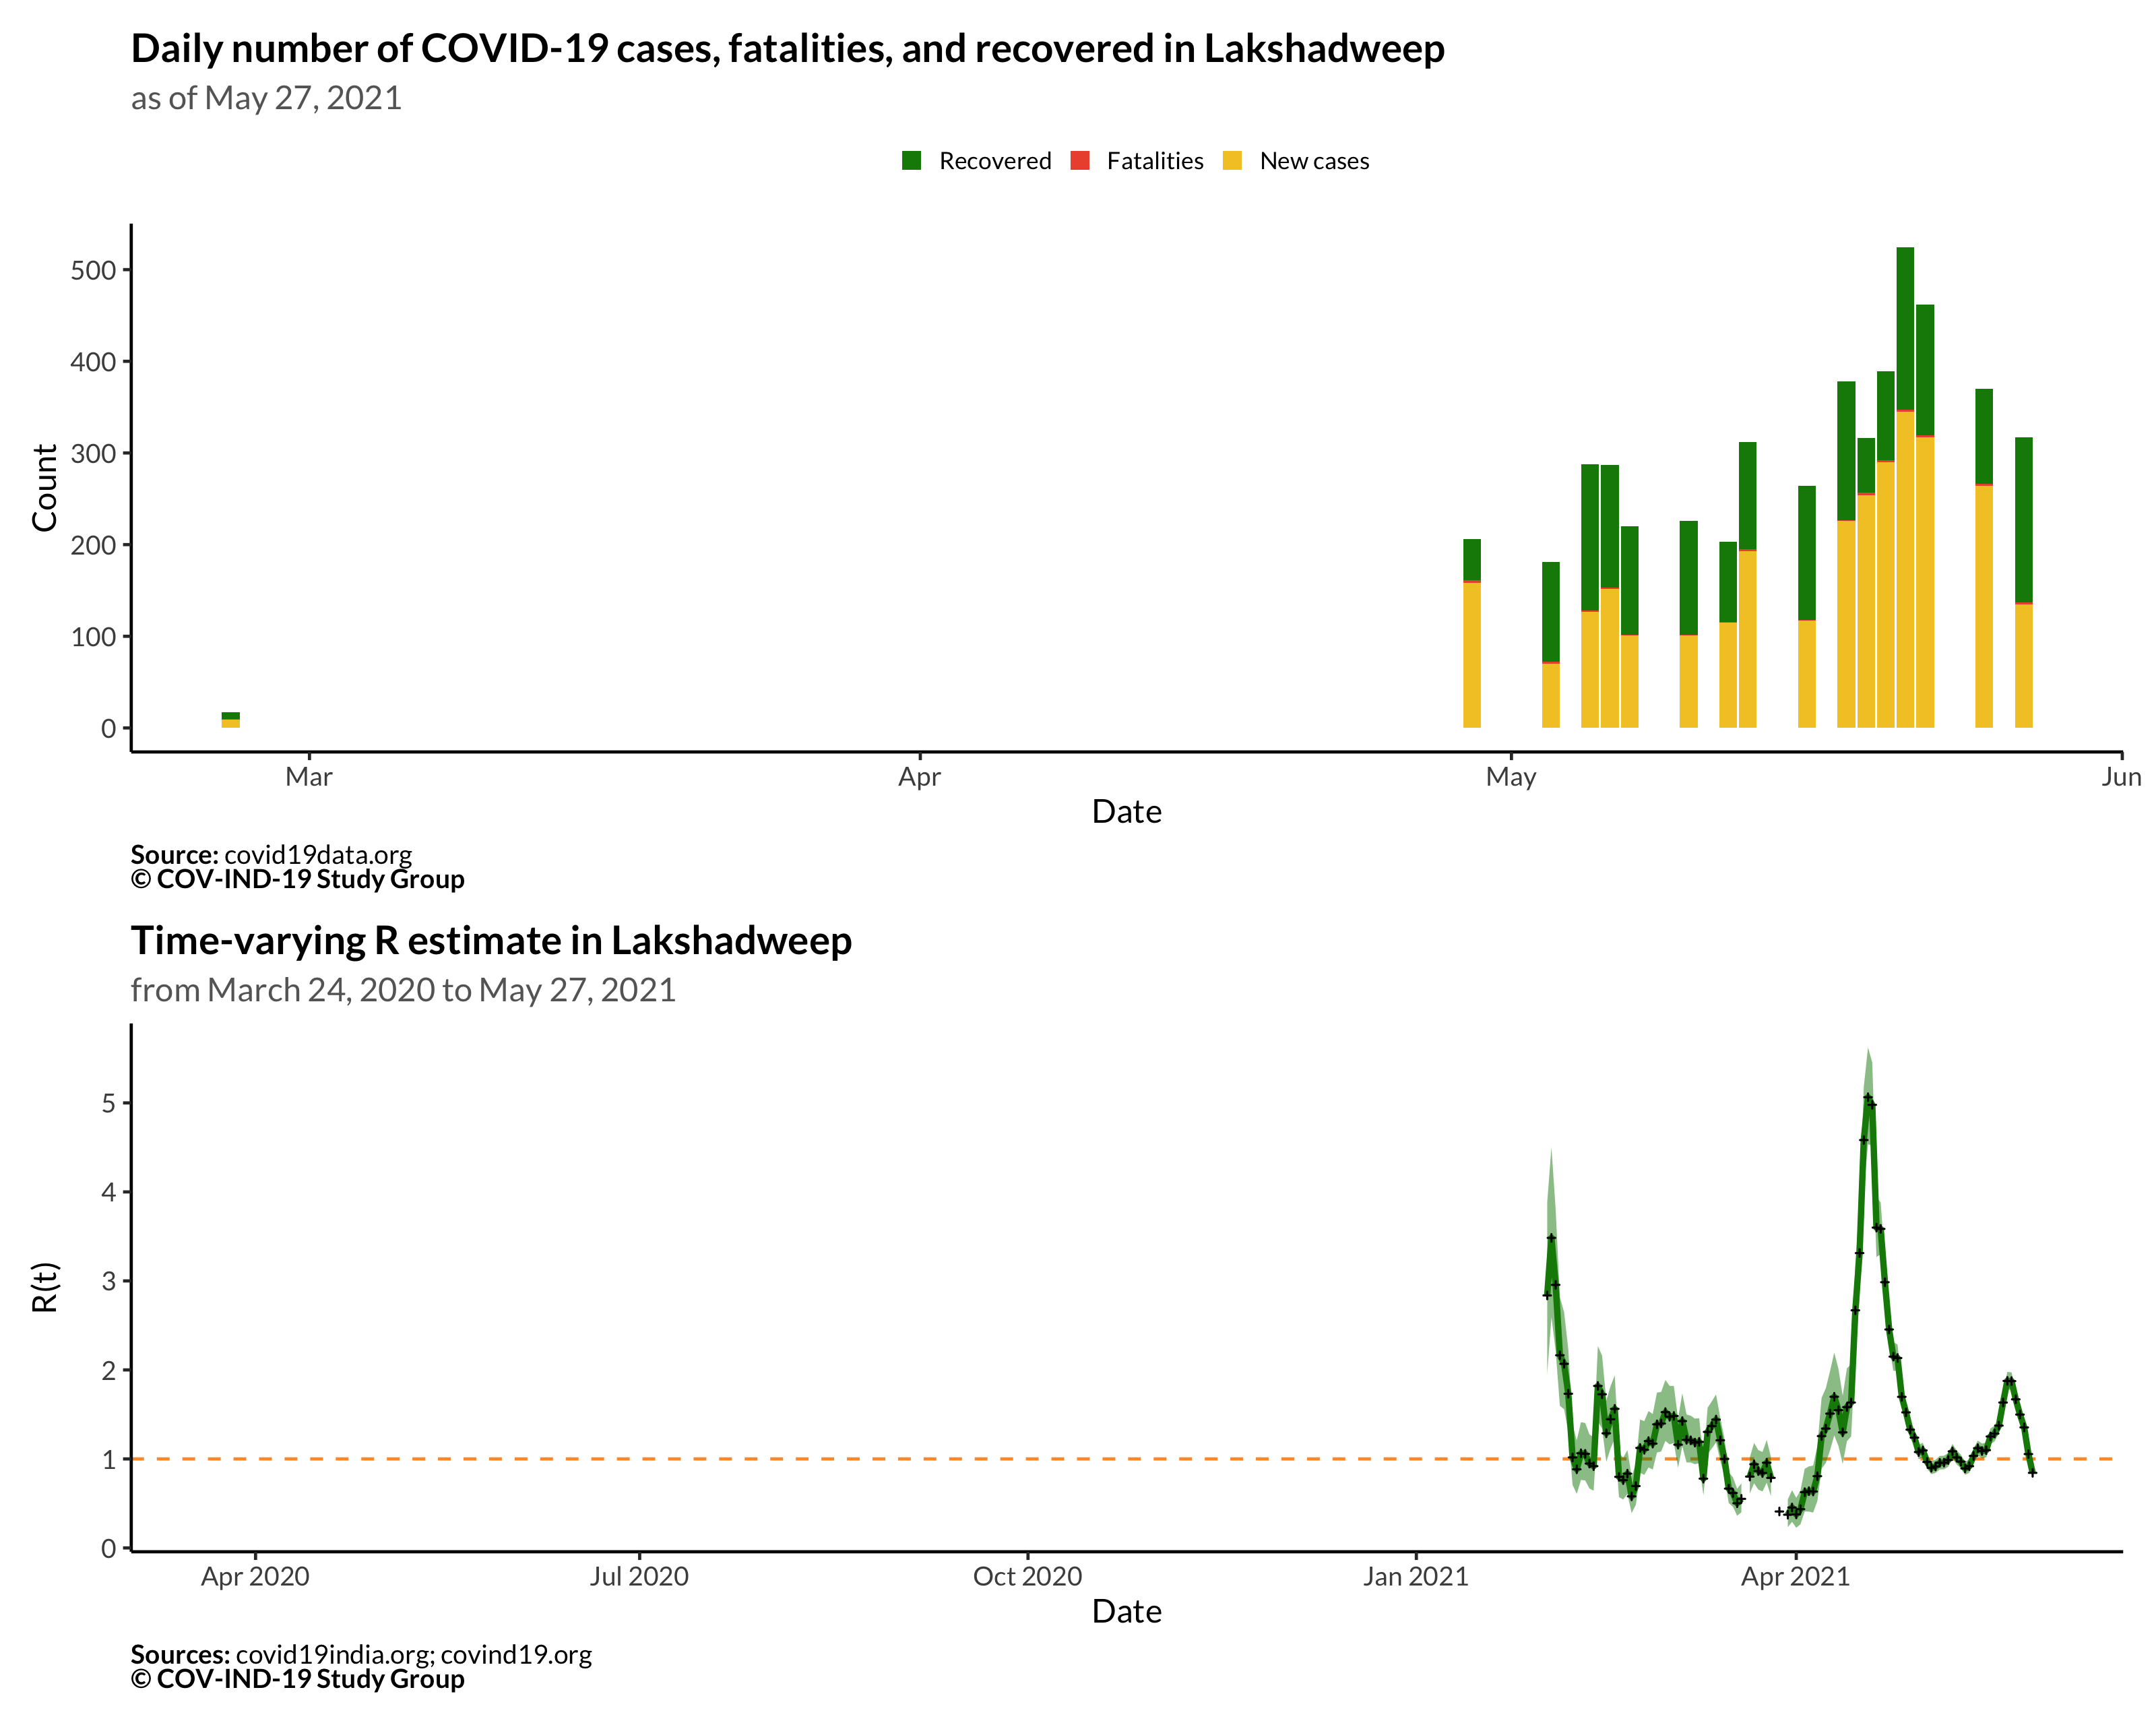 Daily number of COVID-19 cases, fatalities, and recovered in Lakshadweep
as of May 27, 2021
Recovered Fatalities New cases
Count
500
400
300
200
100
0
Mar Apr May Jun
Date
Source: covid19data.org
© COV-IND-19 Study Group
Time-varying R estimate in Lakshadweep
from March 24, 2020 to May 27, 2021
R(t)
5
4
3
2
1
0
Apr 2020 Jul 2020 Oct 2020 Jan 2021 Apr 2021
Date
Sources: covid19india.org; covind19.org
© COV-IND-19 Study Group